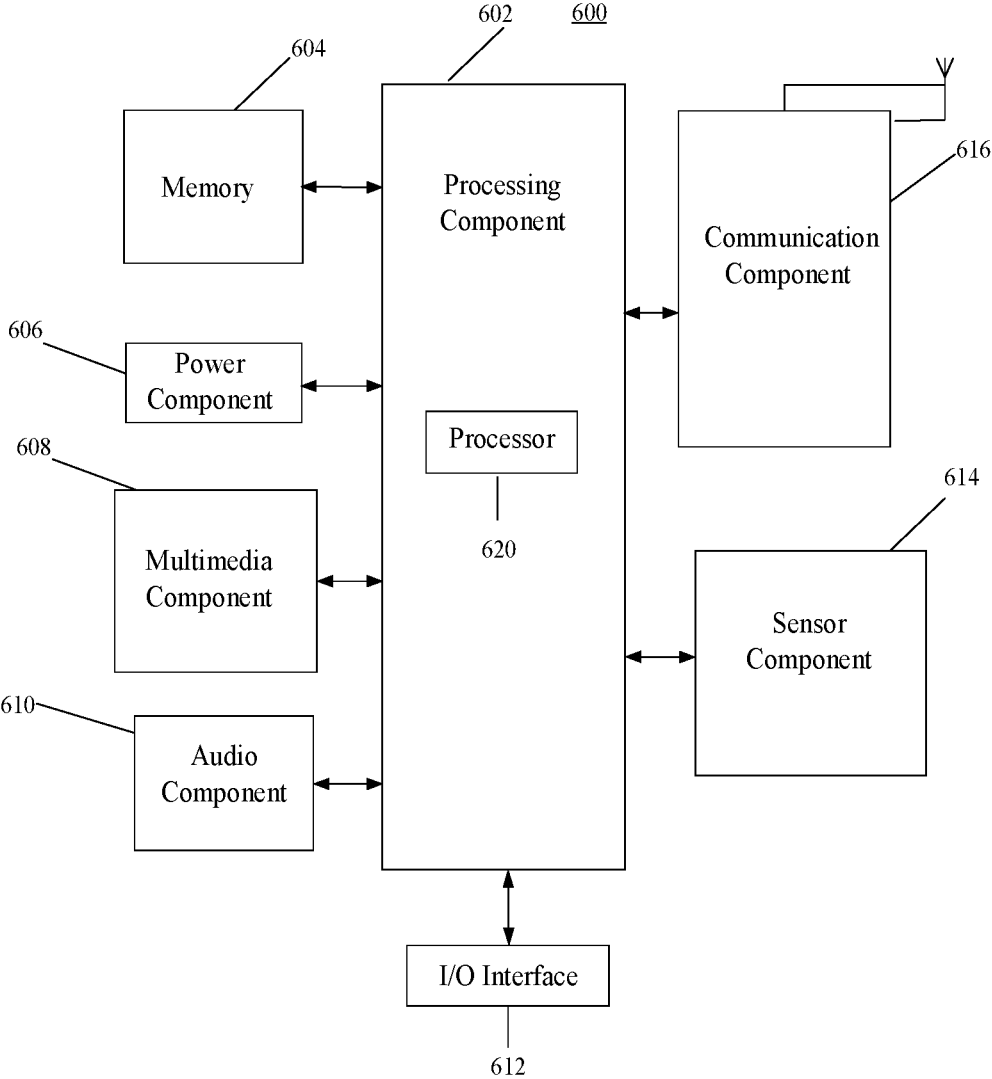 602
600
604
Memory
Processing
Component
616
Communication
Component
606
Power
Component
Processor
620
608
Multimedia
Component
614
Sensor
Component
610
Audio
Component
I/O Interface
612